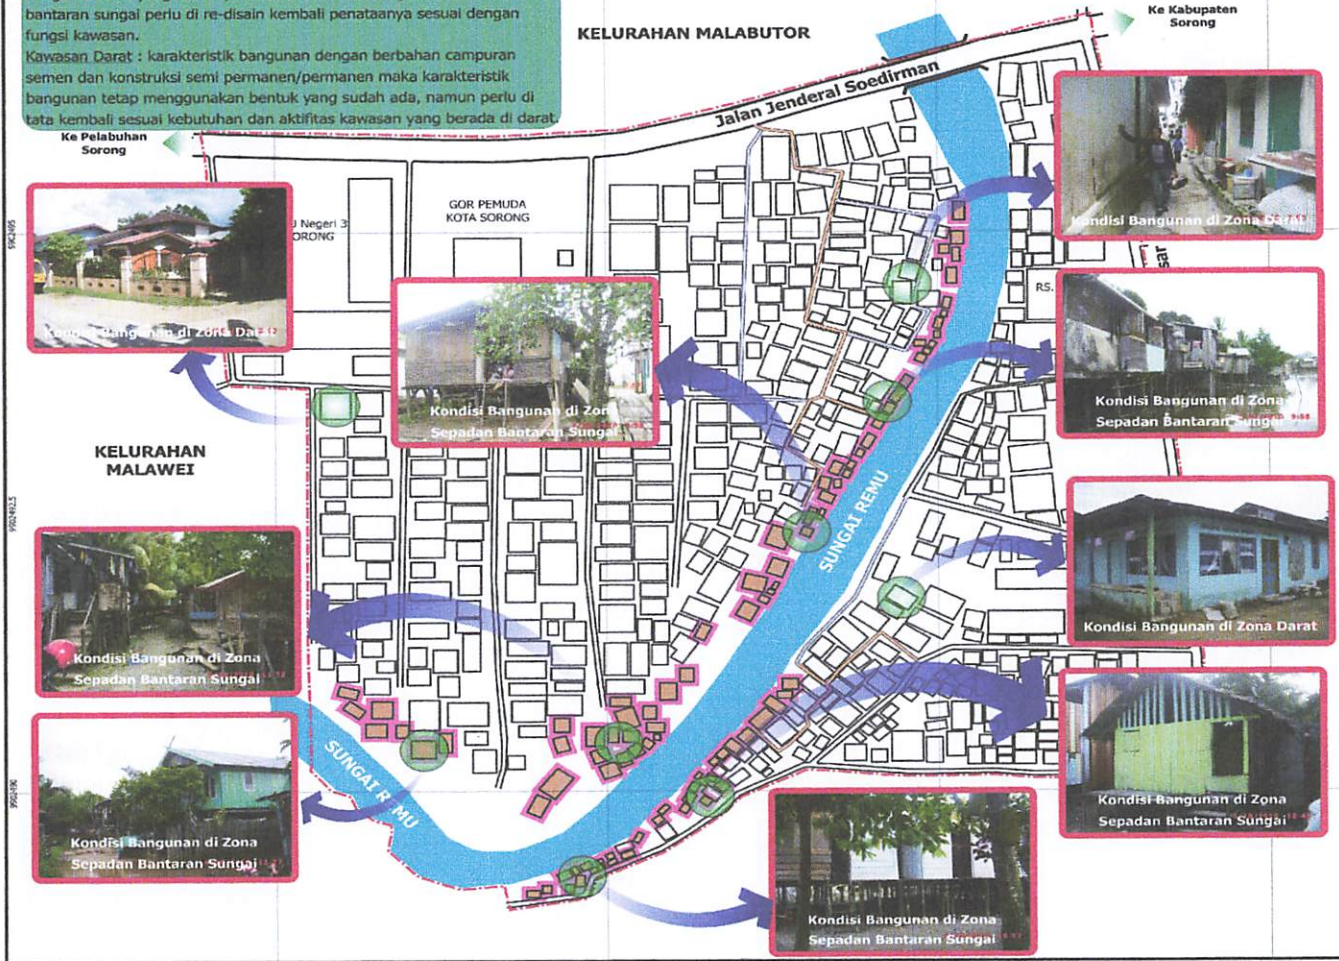 bantaran sungai perlu di re-disain kembali penataanya sesuai dengan
fungsi kawasan.
Kawasan Darat : karakteristik bangunan dengan berbahan campuran
semen dan konstruksi semi permanen/permanen maka karakteristik
bangunan tetap menggunakan bentuk yang sudah ada, namun perlu di
tata kembali sesuai kebutuhan dan aktifitas kawasan yang berada di darat.
KELURAHAN MALABUTOR
Ke Kabupaten
Sorong
Jalan Jenderal Soedirman
Ke Pelabuhan
Sorong
GOR PEMUDA
KOTA SORONG
Negeri 3
ORONG
Kondisi Bangunan di Zona Darat
Kondisi Bangunan di Zona Darat
sar
RS.
Kondisi Bangunan di Zona
Sepadan Bantaran Sungai
Kondisi Bangunan di Zona
Sepadan Bantaran Sungai
9:58
KELURAHAN
MALAWEI
SUNGAI REMU
Kondisi Bangunan di Zona Darat
Kondisi Bangunan di Zona
Sepadan Bantaran Sungai
Kondisi Bangunan di Zona
Sepadan Bantaran Sungai
SUNGAI REMU
Kondisi Bangunan di Zona
Sepadan Bantaran Sungai
Kondisi Bangunan di Zona
Sepadan Bantaran Sungai